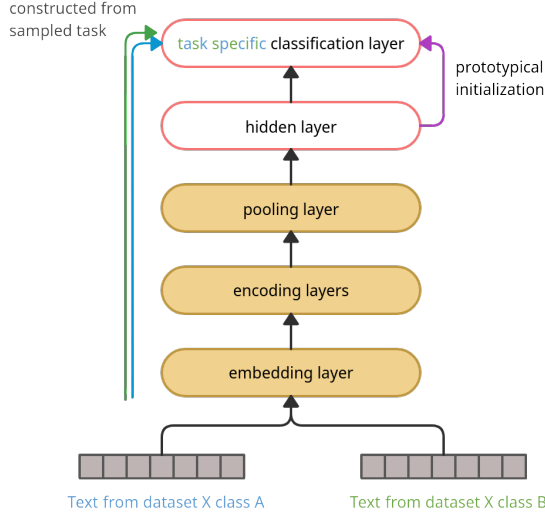 constructed from
sampled task
task specific classification layer
prototypical
initialization
hidden layer
pooling layer
encoding layers
embedding layer
Text from dataset X class A
Text from dataset X class B